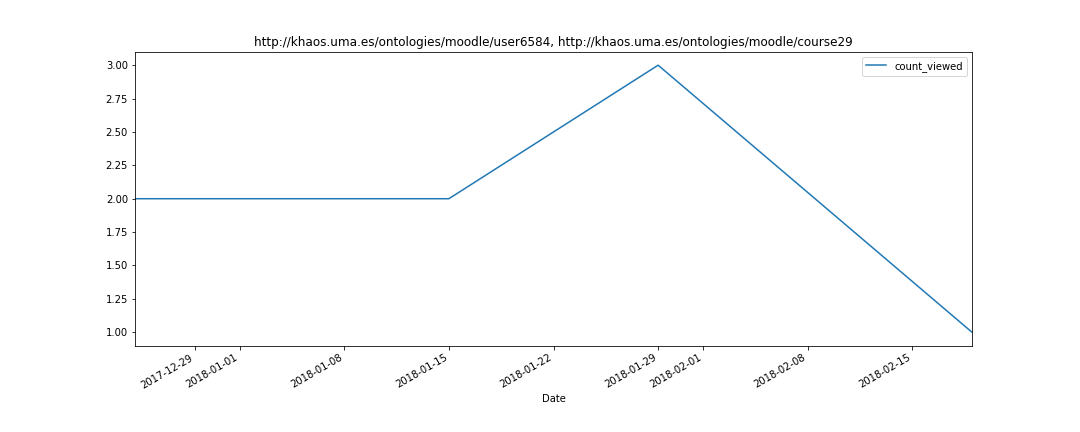 http://khaos.uma.es/ontologies/moodle/user6584, http://khaos.uma.es/ontologies/moodle/course29
count_viewed
3.00
2.75
2.50
2.25
2.00
1.75
1.50
1.25
1.00
2017-12-29 2018-01-01 2018-01-08 2018-01-15 2018-01-22 2018-01-29 2018-02-01 2018-02-08 2018-02-15
Date